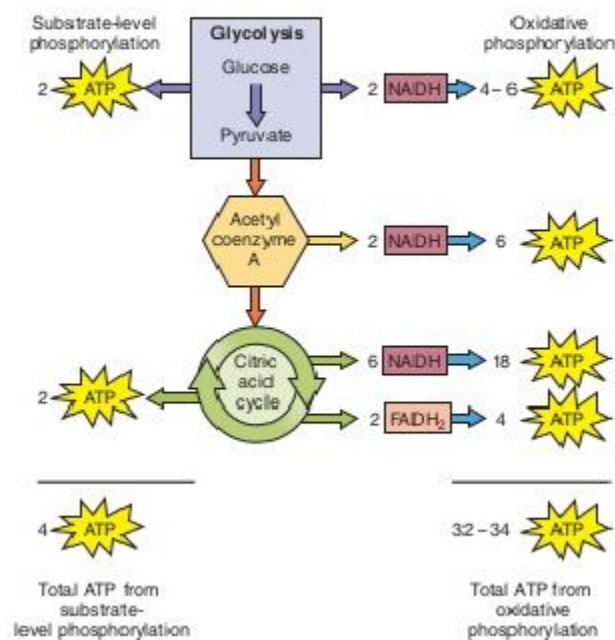 Substrate-level
phosphorylation
Glycolysis
Oxidative
phosphorylation
Glucose
2 ATP
2 NADH
4–6 ATP
Pyruvate
Acetyl
coenzyme
A
2 NADH
6 ATP
Citric
acid
cycle
6 NADH
18 ATP
2 ATP
2 FADH₂
4 ATP
4 ATP
32–34 ATP
Total ATP from
substrate-
level phosphorylation
Total ATP from
oxidative
phosphorylation